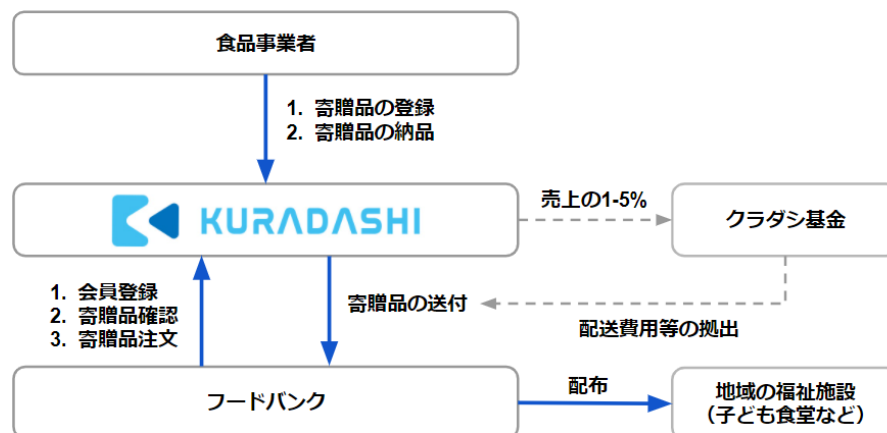 食品事業者
1. 寄贈品の登録
2. 寄贈品の納品
KURADASHI
売上の1-5%
クラダシ基金
1. 会員登録
2. 寄贈品確認
3. 寄贈品注文
寄贈品の送付
配送費用等の拠出
フードバンク
配布
地域の福祉施設
（子ども食堂など）